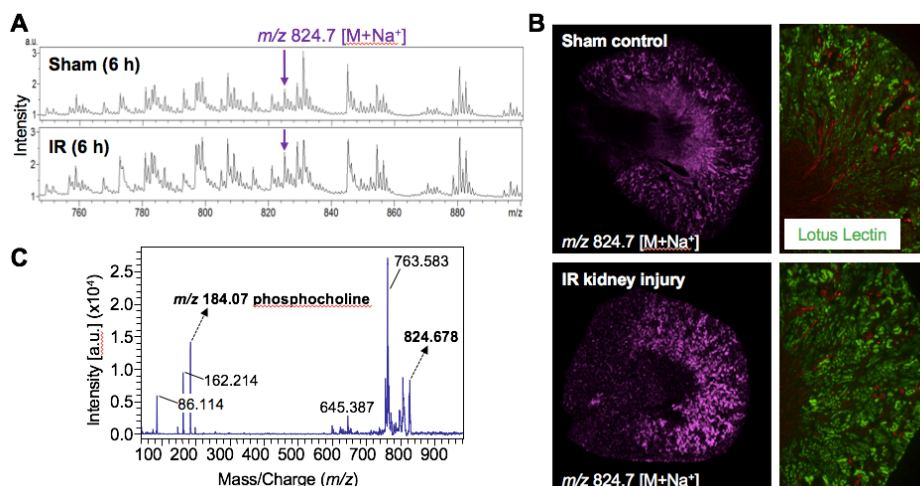 A
m/z 824.7 [M+Na⁺]
a.u.
3
Sham (6 h)
2
1
Intensity
3
IR (6 h)
2
1
760 780 800 820 840 860 880 m/z
B
Sham control
m/z 824.7 [M+Na⁺]
Lotus Lectin
IR kidney injury
m/z 824.7 [M+Na⁺]
C
2.5
2.0
1.5
1.0
0.5
0.0
Intensity [a.u.] (x10⁴)
763.583
m/z 184.07 phosphocholine
824.678
162.214
86.114
645.387
100 200 300 400 500 600 700 800 900
Mass/Charge (m/z)